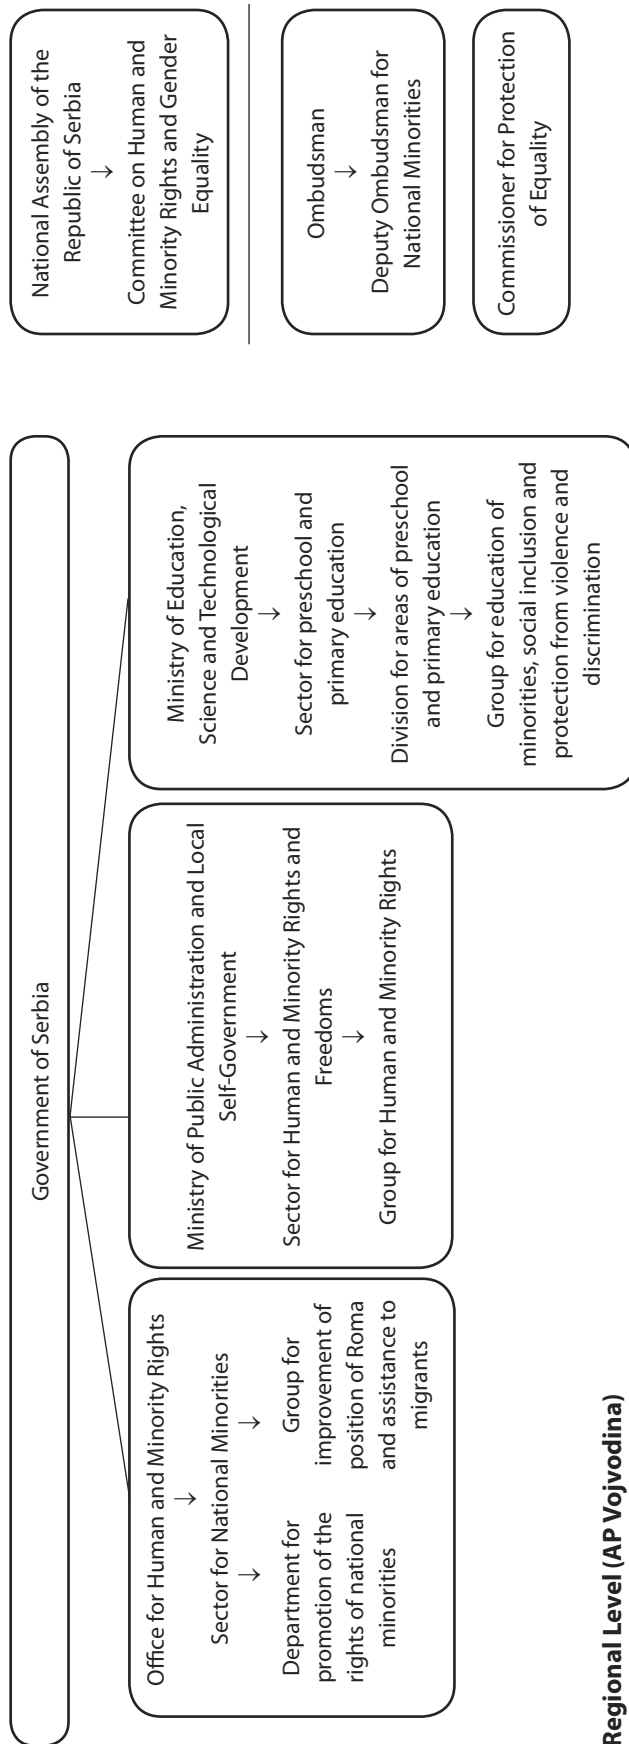 Government of Serbia
Office for Human and Minority Rights
↓
Sector for National Minorities
↓ ↓
Department for
promotion of the
rights of national
minorities
Group for
improvement of
position of Roma
and assistance to
migrants
Ministry of Public Administration and Local
Self-Government
↓
Sector for Human and Minority Rights and
Freedoms
↓
Group for Human and Minority Rights
Ministry of Education,
Science and Technological
Development
↓
Sector for preschool and
primary education
↓
Division for areas of preschool
and primary education
↓
Group for education of
minorities, social inclusion and
protection from violence and
discrimination
National Assembly of the
Republic of Serbia
↓
Committee on Human and
Minority Rights and Gender
Equality
Ombudsman
↓
Deputy Ombudsman for
National Minorities
Commissioner for Protection
of Equality
Regional Level (AP Vojvodina)